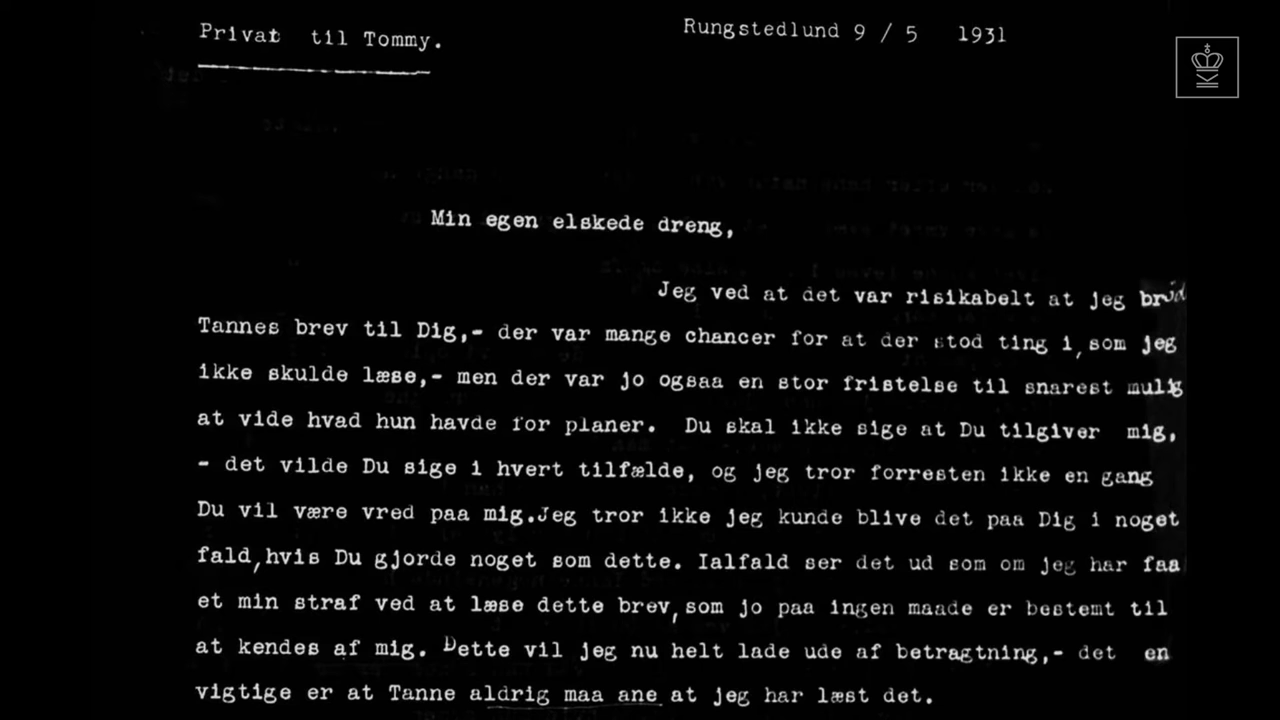 Privat til Tommy.
Rungstedlund 9 / 5 1931
Min egen elskede dreng,
Jeg ved at det var risikabelt at jeg brød
Tannes brev til Dig,- der var mange chancer for at der stod ting i, som jeg
ikke skulde læse,- men der var jo ogsaa en stor fristelse til snarest mulig
at vide hvad hun havde for planer. Du skal ikke sige at Du tilgiver mig,
- det vilde Du sige i hvert tilfælde, og jeg tror forresten ikke en gang
Du vil være vred paa mig.Jeg tror ikke jeg kunde blive det paa Dig i noget
fald, hvis Du gjorde noget som dette. Ialfald ser det ud som om jeg har faa
et min straf ved at læse dette brev, som jo paa ingen maade er bestemt til
at kendes af mig. Dette vil jeg nu helt lade ude af betragtning,- det en
vigtige er at Tanne aldrig maa ane at jeg har læst det.